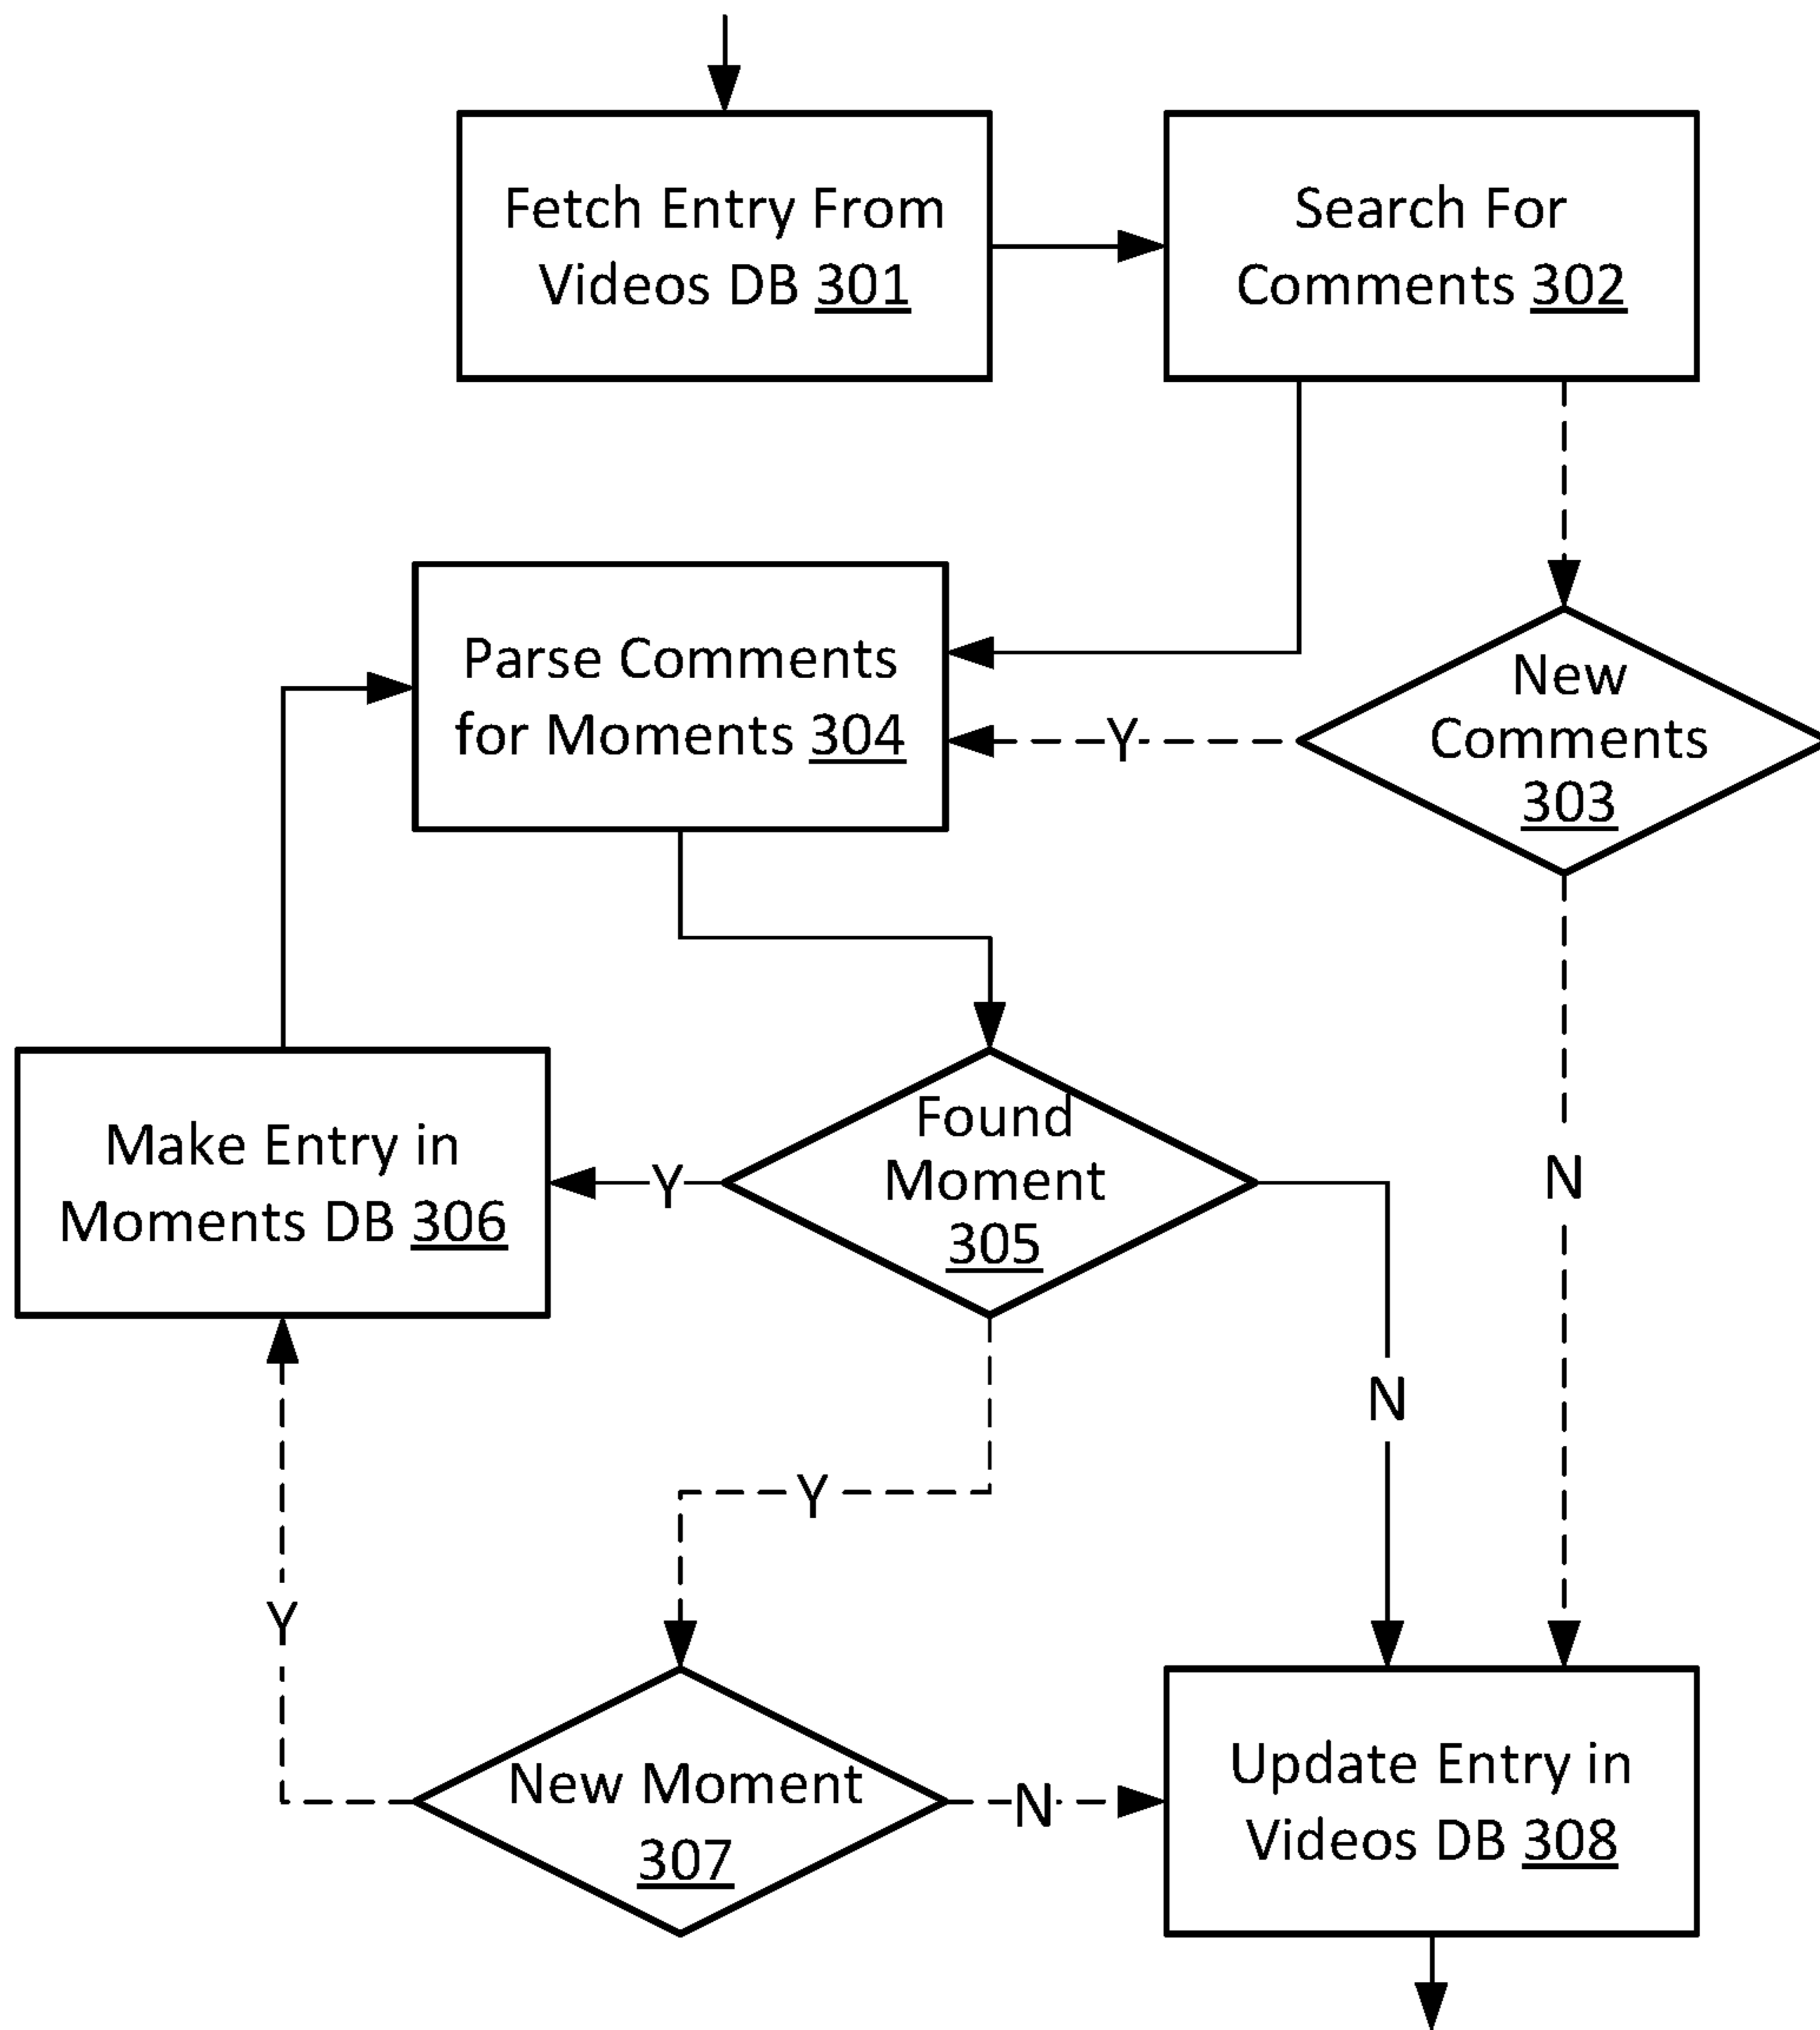 Fetch Entry From
Videos DB 301
Search For
Comments 302
Parse Comments
for Moments 304
Y
New
Comments
303
Make Entry in
Moments DB 306
Y
Found
Moment
305
N
N
Y
Y
New Moment
307
N
Update Entry in
Videos DB 308